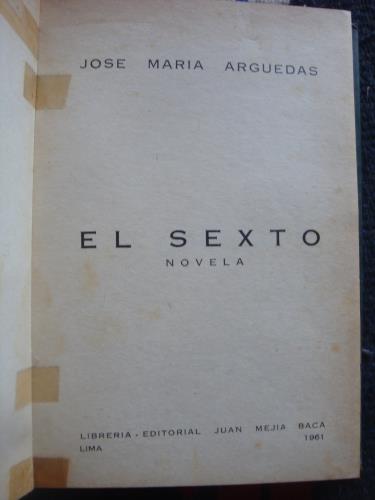 JOSE MARIA ARGUEDAS
EL SEXTO
NOVELA
LIBRERIA - EDITORIAL JUAN MEJIA BACA
LIMA 1961